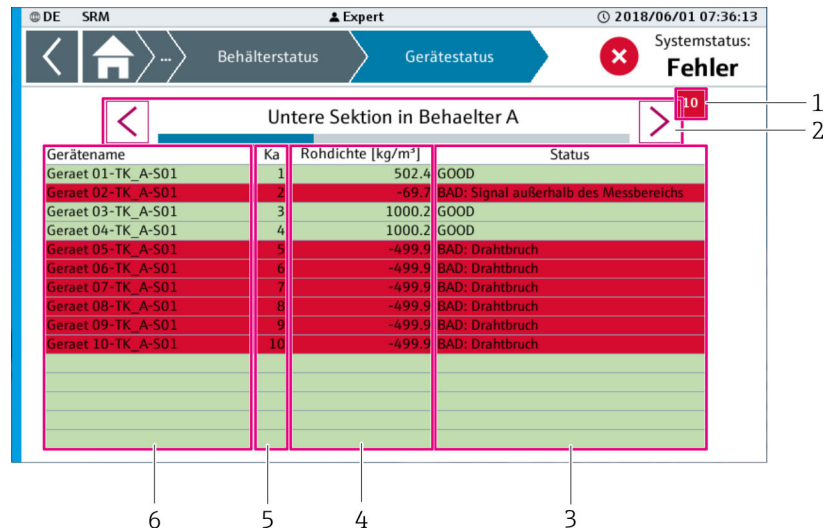 DE SRM Expert 2018/06/01 07:36:13
... Behälterstatus Gerätestatus Systemstatus:
Fehler
10 1
Untere Sektion in Behaelter A 2
Gerätename Ka Rohdichte [kg/m³] Status
Geraet 01-TK_A-S01 1 502.4 GOOD
Geraet 02-TK_A-S01 2 -69.7 BAD: Signal außerhalb des Messbereichs
Geraet 03-TK_A-S01 3 1000.2 GOOD
Geraet 04-TK_A-S01 4 1000.2 GOOD
Geraet 05-TK_A-S01 5 -499.9 BAD: Drahtbruch
Geraet 06-TK_A-S01 6 -499.9 BAD: Drahtbruch
Geraet 07-TK_A-S01 7 -499.9 BAD: Drahtbruch
Geraet 08-TK_A-S01 8 -499.9 BAD: Drahtbruch
Geraet 09-TK_A-S01 9 -499.9 BAD: Drahtbruch
Geraet 10-TK_A-S01 10 -499.9 BAD: Drahtbruch
6 5 4 3